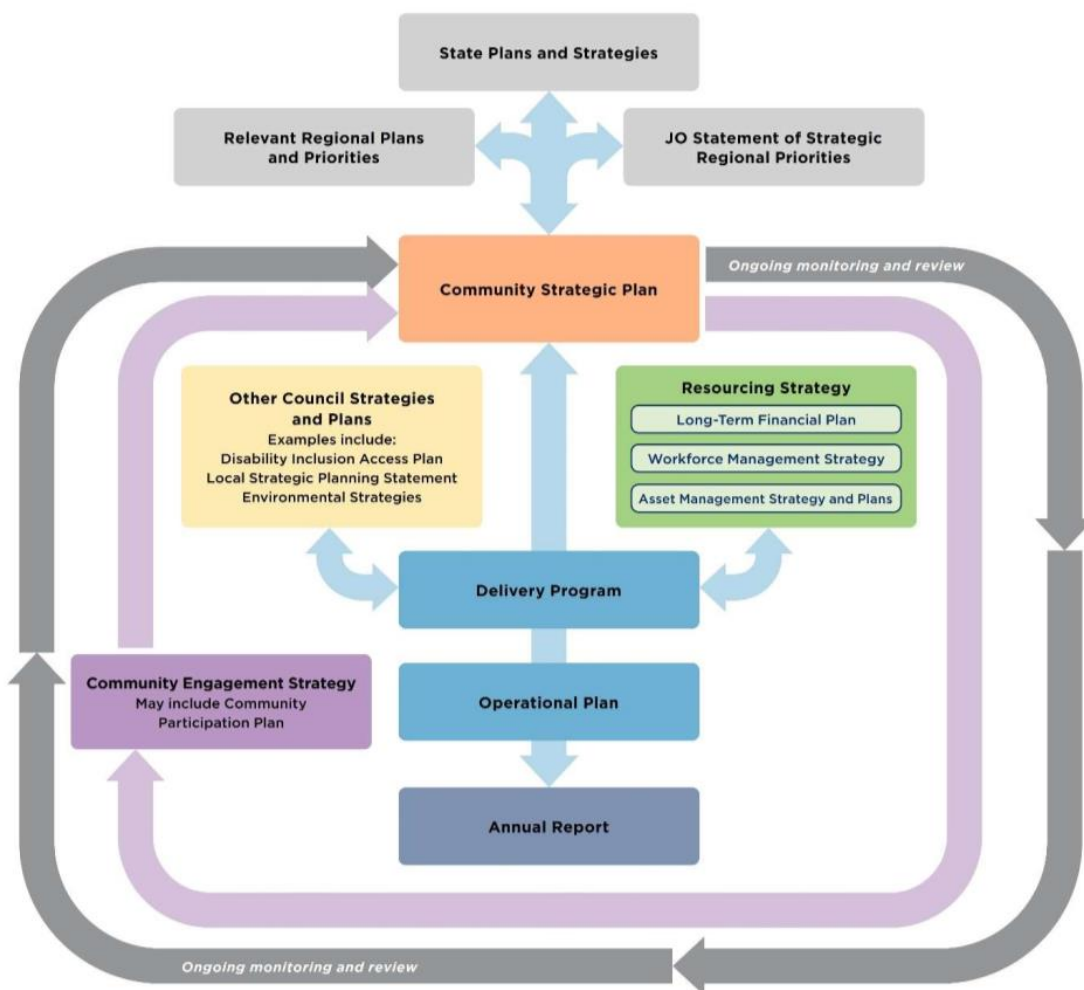 State Plans and Strategies
Relevant Regional Plans
and Priorities
JO Statement of Strategic
Regional Priorities
Community Strategic Plan
Ongoing monitoring and review
Other Council Strategies
and Plans
Examples include:
Disability Inclusion Access Plan
Local Strategic Planning Statement
Environmental Strategies
Resourcing Strategy
Long-Term Financial Plan
Workforce Management Strategy
Asset Management Strategy and Plans
Delivery Program
Community Engagement Strategy
May include Community
Participation Plan
Operational Plan
Annual Report
Ongoing monitoring and review